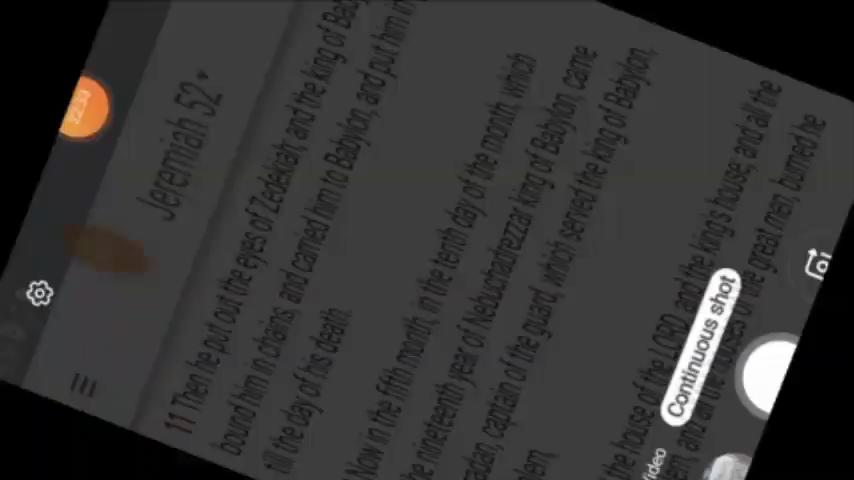 Jeremiah 52
11 Then he put out the eyes of Zedekiah; and the king of Bab
bound him in chains, and carried him to Babylon, and put him in
till the day of his death.
Now in the fifth month, in the tenth day of the month, which
the nineteenth year of Nebuchadrezzar king of Babylon, came
adan, captain of the guard, which served the king of Babylon,
lem,
the house of the LORD, and the king's house; and all the
em, and all the houses of the great men, burned he
Continuous shot
Video